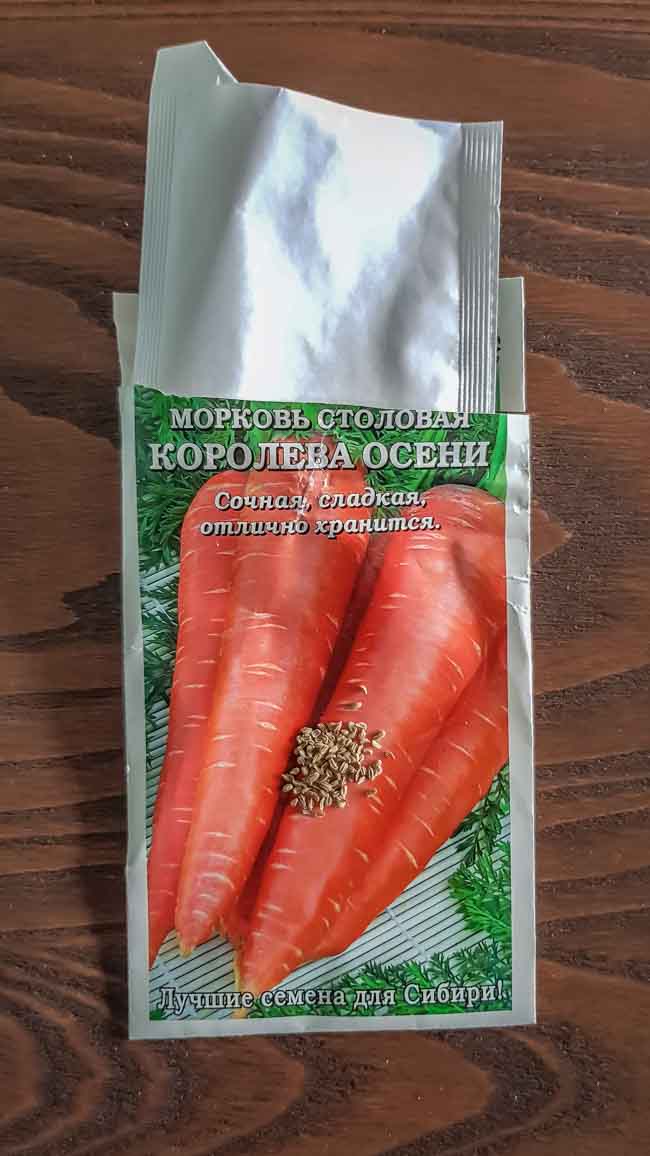 МОРКОВЬ СТОЛОВАЯ
КОРОЛЕВА ОСЕНИ
Сочная, сладкая,
отлично хранится.
Лучшие семена для Сибири!